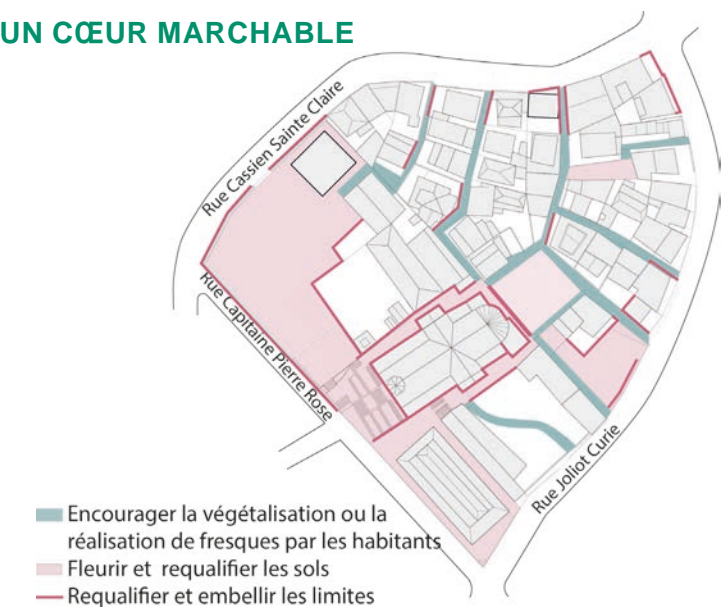 UN CŒUR MARCHABLE
Rue Cassien Sainte Claire
Rue Capitaine Pierre Rose
Rue Joliot Curie
Encourager la végétalisation ou la
réalisation de fresques par les habitants
Fleurir et requalifier les sols
Requalifier et embellir les limites